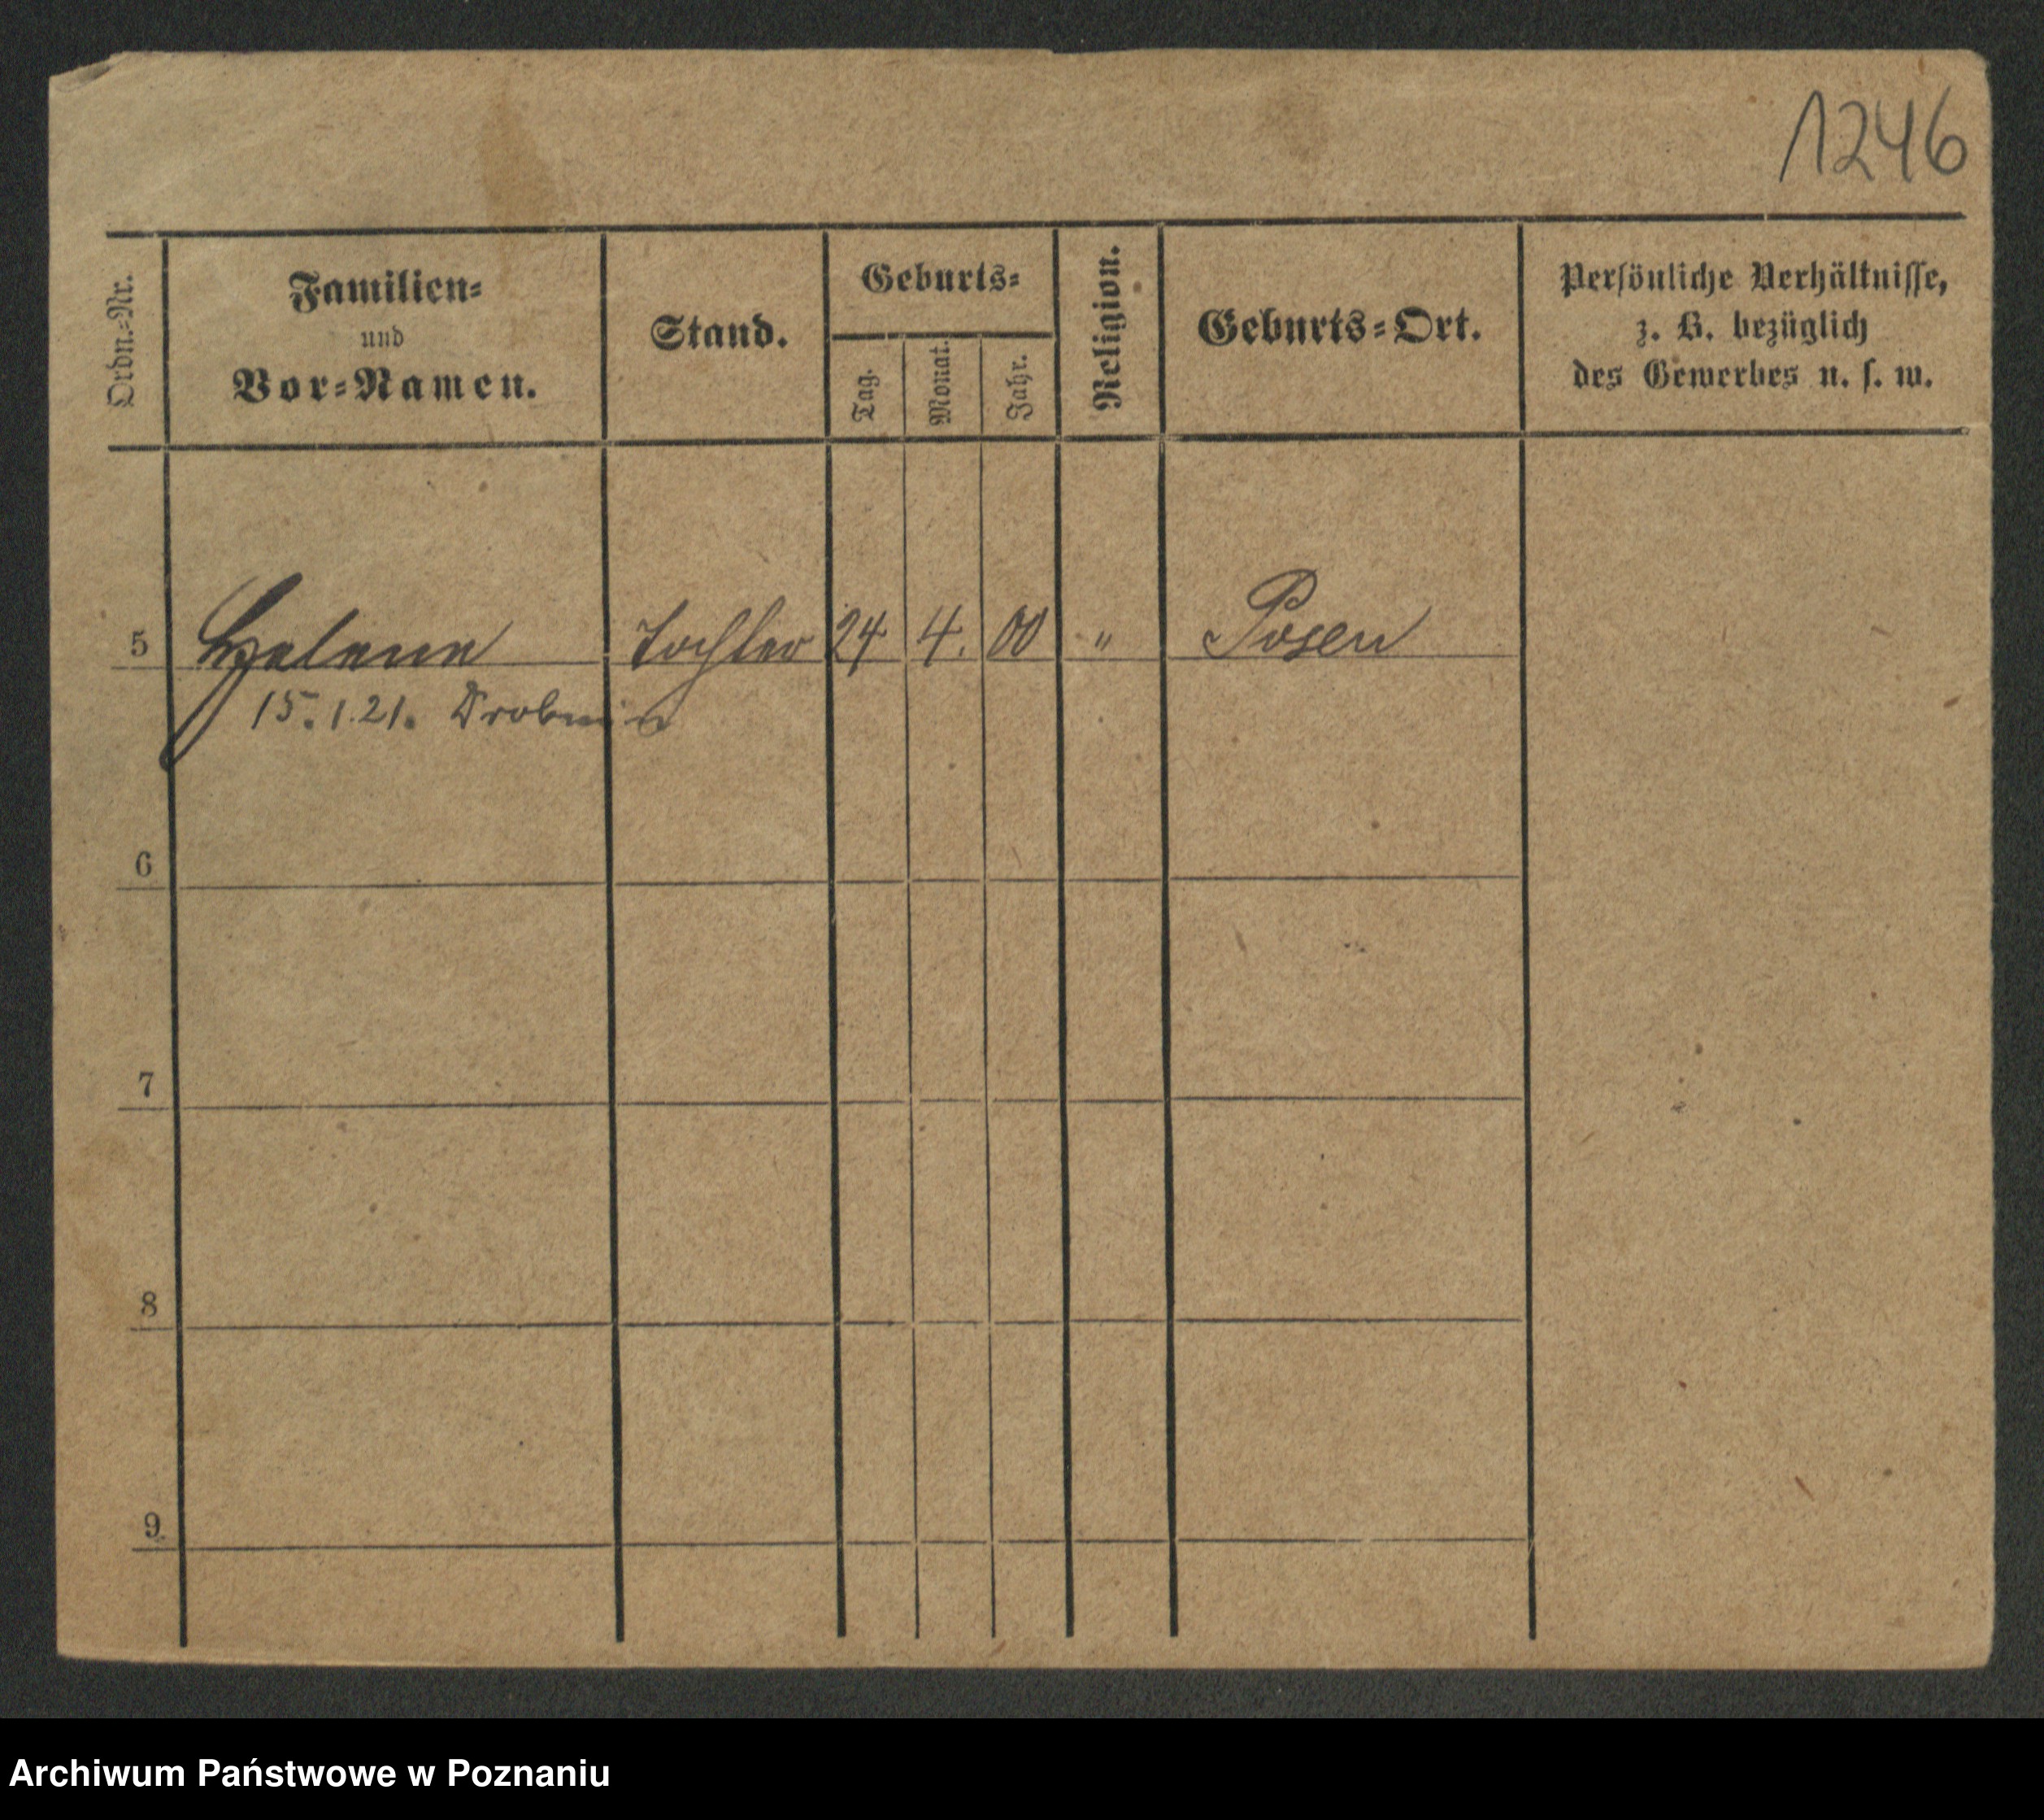 1246
Ordn.-Nr.
Familien-
und
Vor-Namen.
Stand.
Geburts-
Tag.
Monat.
Jahr.
Religion.
Geburts-Ort.
Persönliche Verhältnisse,
z. B. bezüglich
des Gewerbes u. s. w.
5 Helene Tochter 24 4. 00 " Posen
15.1.21.
6
7
8
9
Archiwum Państwowe w Poznaniu